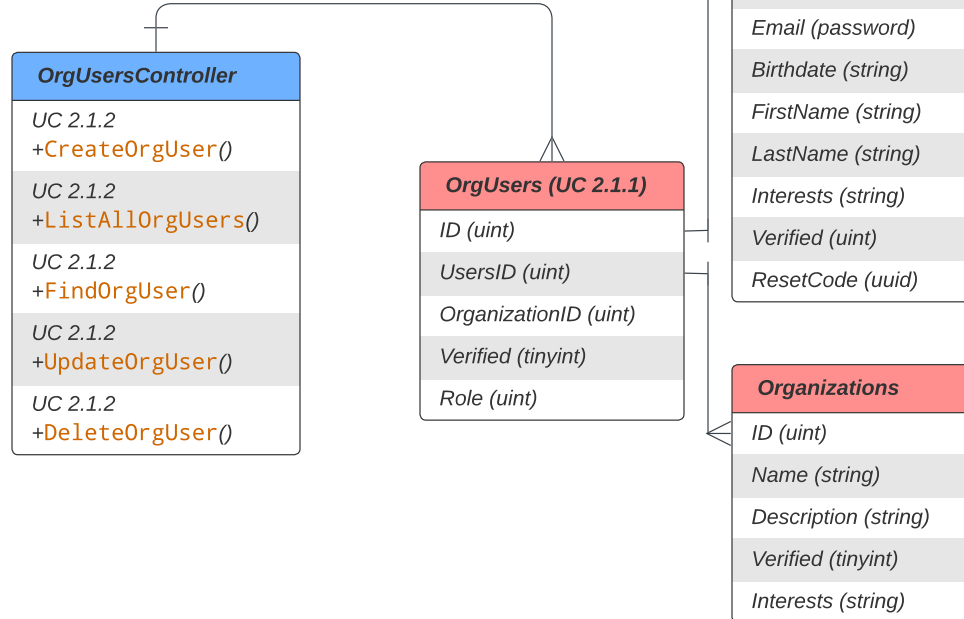 OrgUsersController
UC 2.1.2
+CreateOrgUser()
UC 2.1.2
+ListAllOrgUsers()
UC 2.1.2
+FindOrgUser()
UC 2.1.2
+UpdateOrgUser()
UC 2.1.2
+DeleteOrgUser()
OrgUsers (UC 2.1.1)
ID (uint)
UsersID (uint)
OrganizationID (uint)
Verified (tinyint)
Role (uint)
Email (password)
Birthdate (string)
FirstName (string)
LastName (string)
Interests (string)
Verified (uint)
ResetCode (uuid)
Organizations
ID (uint)
Name (string)
Description (string)
Verified (tinyint)
Interests (string)